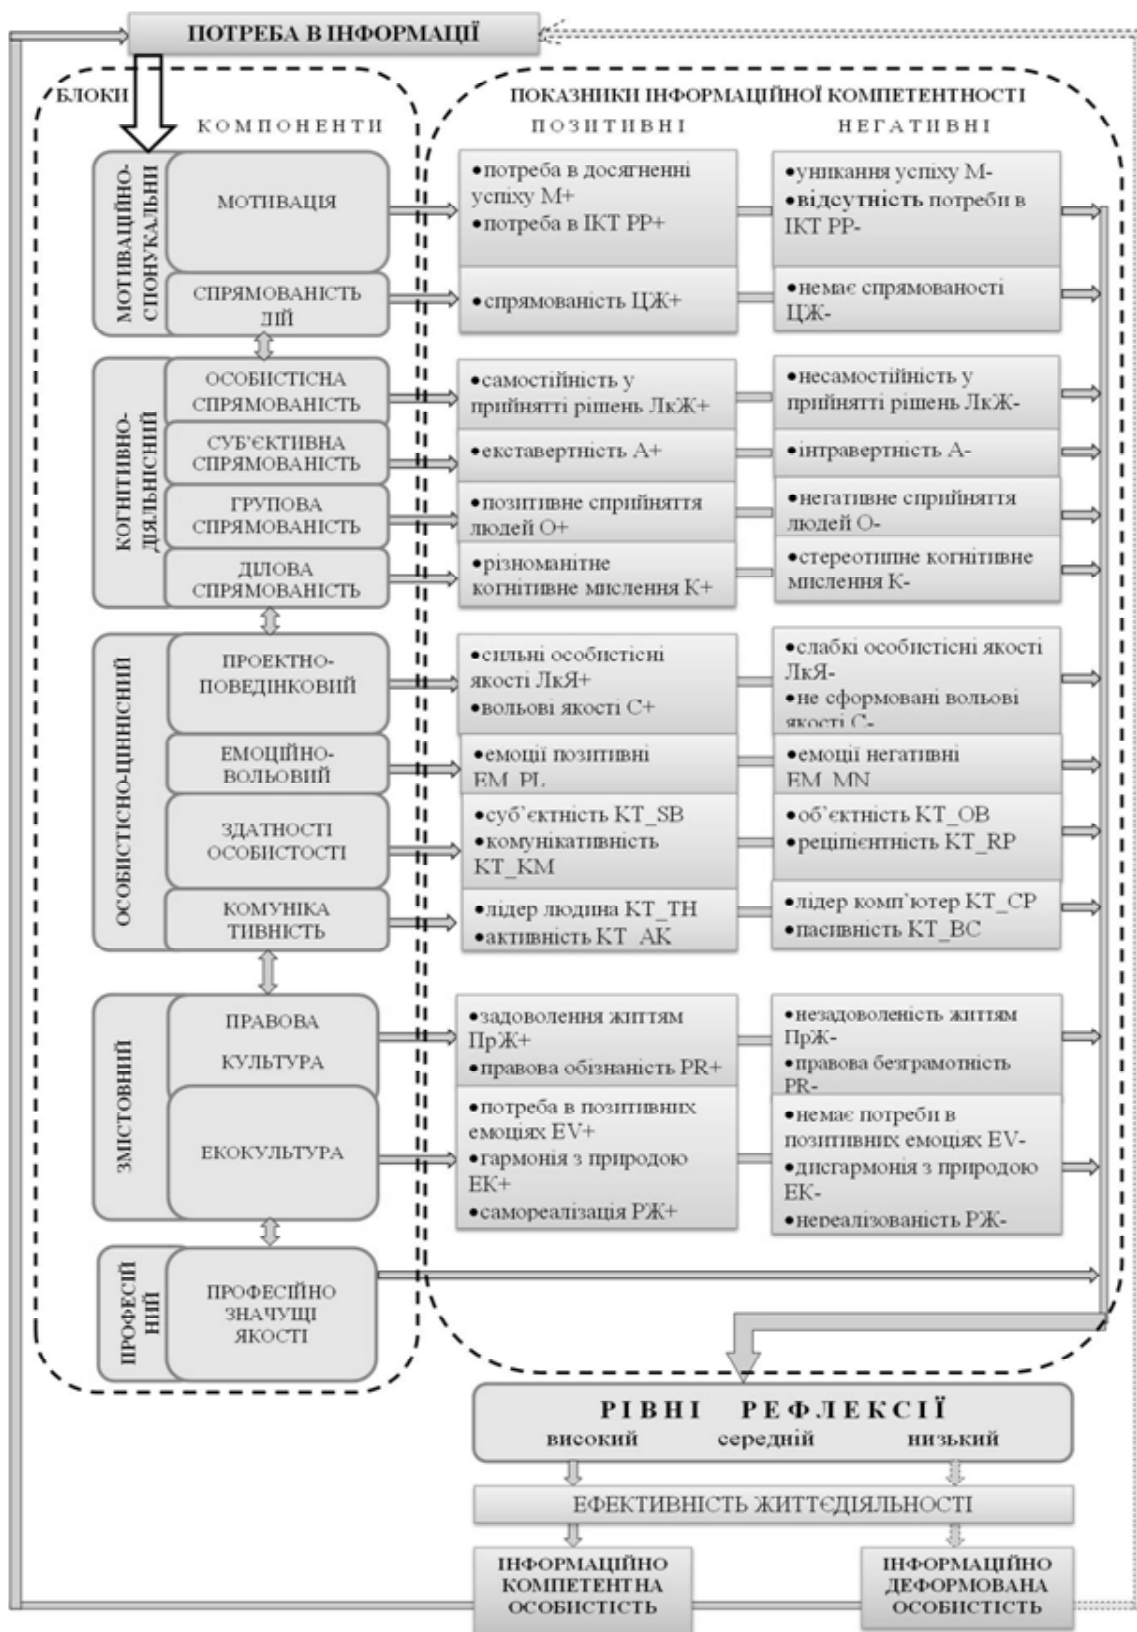 ПОТРЕБА В ІНФОРМАЦІЇ
БЛОКИ
КОМПОНЕНТИ
ПОКАЗНИКИ ІНФОРМАЦІЙНОЇ КОМПЕТЕНТНОСТІ
ПОЗИТИВНІ
НЕГАТИВНІ
МОТИВАЦІЙНО-
СПОНУКАЛЬНИ
МОТИВАЦІЯ
●потреба в досягненні
успіху М+
●потреба в ІКТ РР+
●уникання успіху М-
●відсутність потреби в
ІКТ РР-
СПРЯМОВАНІСТЬ
ДІЙ
●спрямованість ЦЖ+
●немає спрямованості
ЦЖ-
КОГНІТИВНО-
ДІЯЛЬНІСНИЙ
ОСОБИСТІСНА
СПРЯМОВАНІСТЬ
●самостійність у
прийнятті рішень ЛкЖ+
●несамостійність у
прийнятті рішень ЛкЖ-
СУБ’ЄКТИВНА
СПРЯМОВАНІСТЬ
●екставертність А+
●інтравертність А-
ГРУПОВА
СПРЯМОВАНІСТЬ
●позитивне сприйняття
людей О+
●негативне сприйняття
людей О-
ДІЛОВА
СПРЯМОВАНІСТЬ
●різноманітне
когнітивне мислення К+
●стереотипне когнітивне
мислення К-
ОСОБИСТІСНО-ЦІННІСНИЙ
ПРОЕКТНО-
ПОВЕДІНКОВИЙ
●сильні особистісні
якості ЛкЯ+
●вольові якості С+
●слабкі особистісні якості
ЛкЯ-
●не сформовані вольові
якості С-
ЕМОЦІЙНО-
ВОЛЬОВИЙ
●емоції позитивні
EM_PL
●емоції негативні
EM_MN
ЗДАТНОСТІ
ОСОБИСТОСТІ
●суб’єктність KT_SB
●комунікативність
KT_KM
●об’єктність KT_OB
●реціпієнтність KT_RP
КОМУНІКА
ТИВНІСТЬ
●лідер людина KT_TH
●активність KT_AK
●лідер комп’ютер KT_CP
●пасивність KT_BC
ЗМІСТОВНИЙ
ПРАВОВА
КУЛЬТУРА
●задоволення життям
ПрЖ+
●правова обізнаність PR+
●незадоволеність життям
ПрЖ-
●правова безграмотність
PR-
ЕКОКУЛЬТУРА
●потреба в позитивних
емоціях EV+
●гармонія з природою
ЕК+
●самореалізація РЖ+
●немає потреби в
позитивних емоціях EV-
●дисгармонія з природою
ЕК-
●нереалізованість РЖ-
ПРОФЕСІЙ
НИЙ
ПРОФЕСІЙНО
ЗНАЧУЩІ
ЯКОСТІ
РІВНІ РЕФЛЕКСІЇ
високий середній низький
ЕФЕКТИВНІСТЬ ЖИТТЄДІЯЛЬНОСТІ
ІНФОРМАЦІЙНО
КОМПЕТЕНТНА
ОСОБИСТІСТЬ
ІНФОРМАЦІЙНО
ДЕФОРМОВАНА
ОСОБИСТІСТЬ